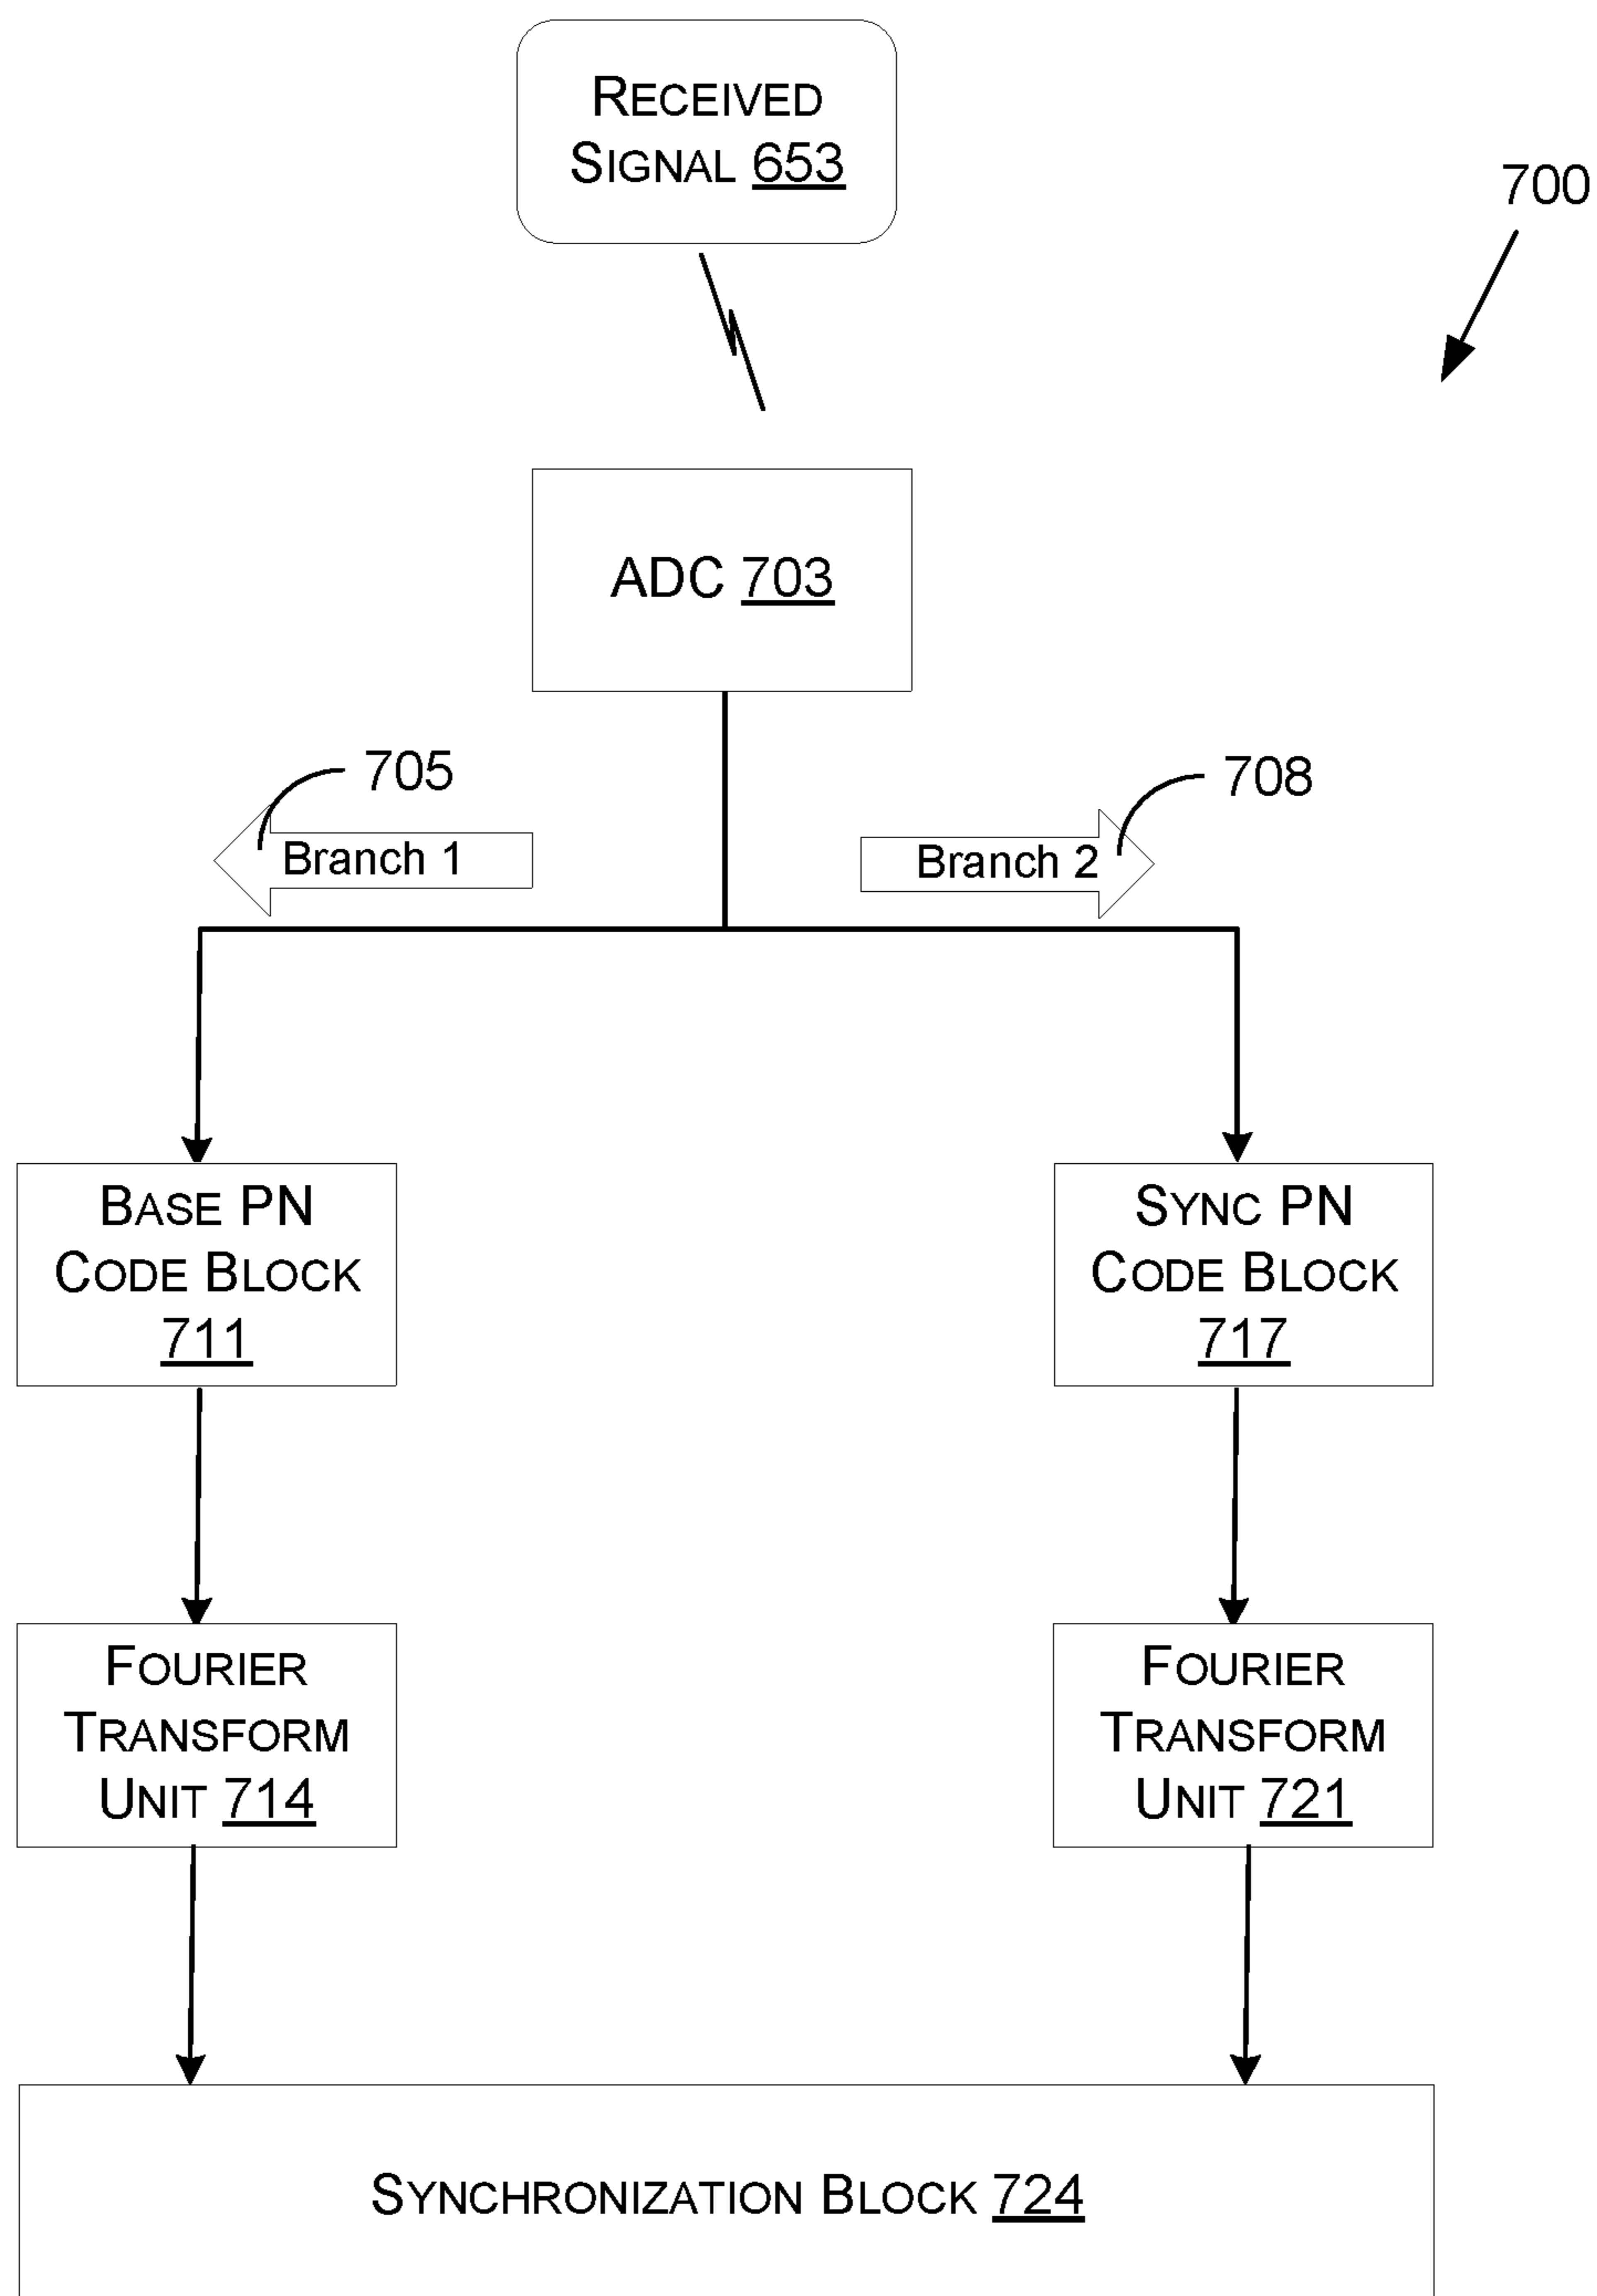 RECEIVED
SIGNAL 653
700
ADC 703
705
708
Branch 1
Branch 2
BASE PN
CODE BLOCK
711
SYNC PN
CODE BLOCK
717
FOURIER
TRANSFORM
UNIT 714
FOURIER
TRANSFORM
UNIT 721
SYNCHRONIZATION BLOCK 724